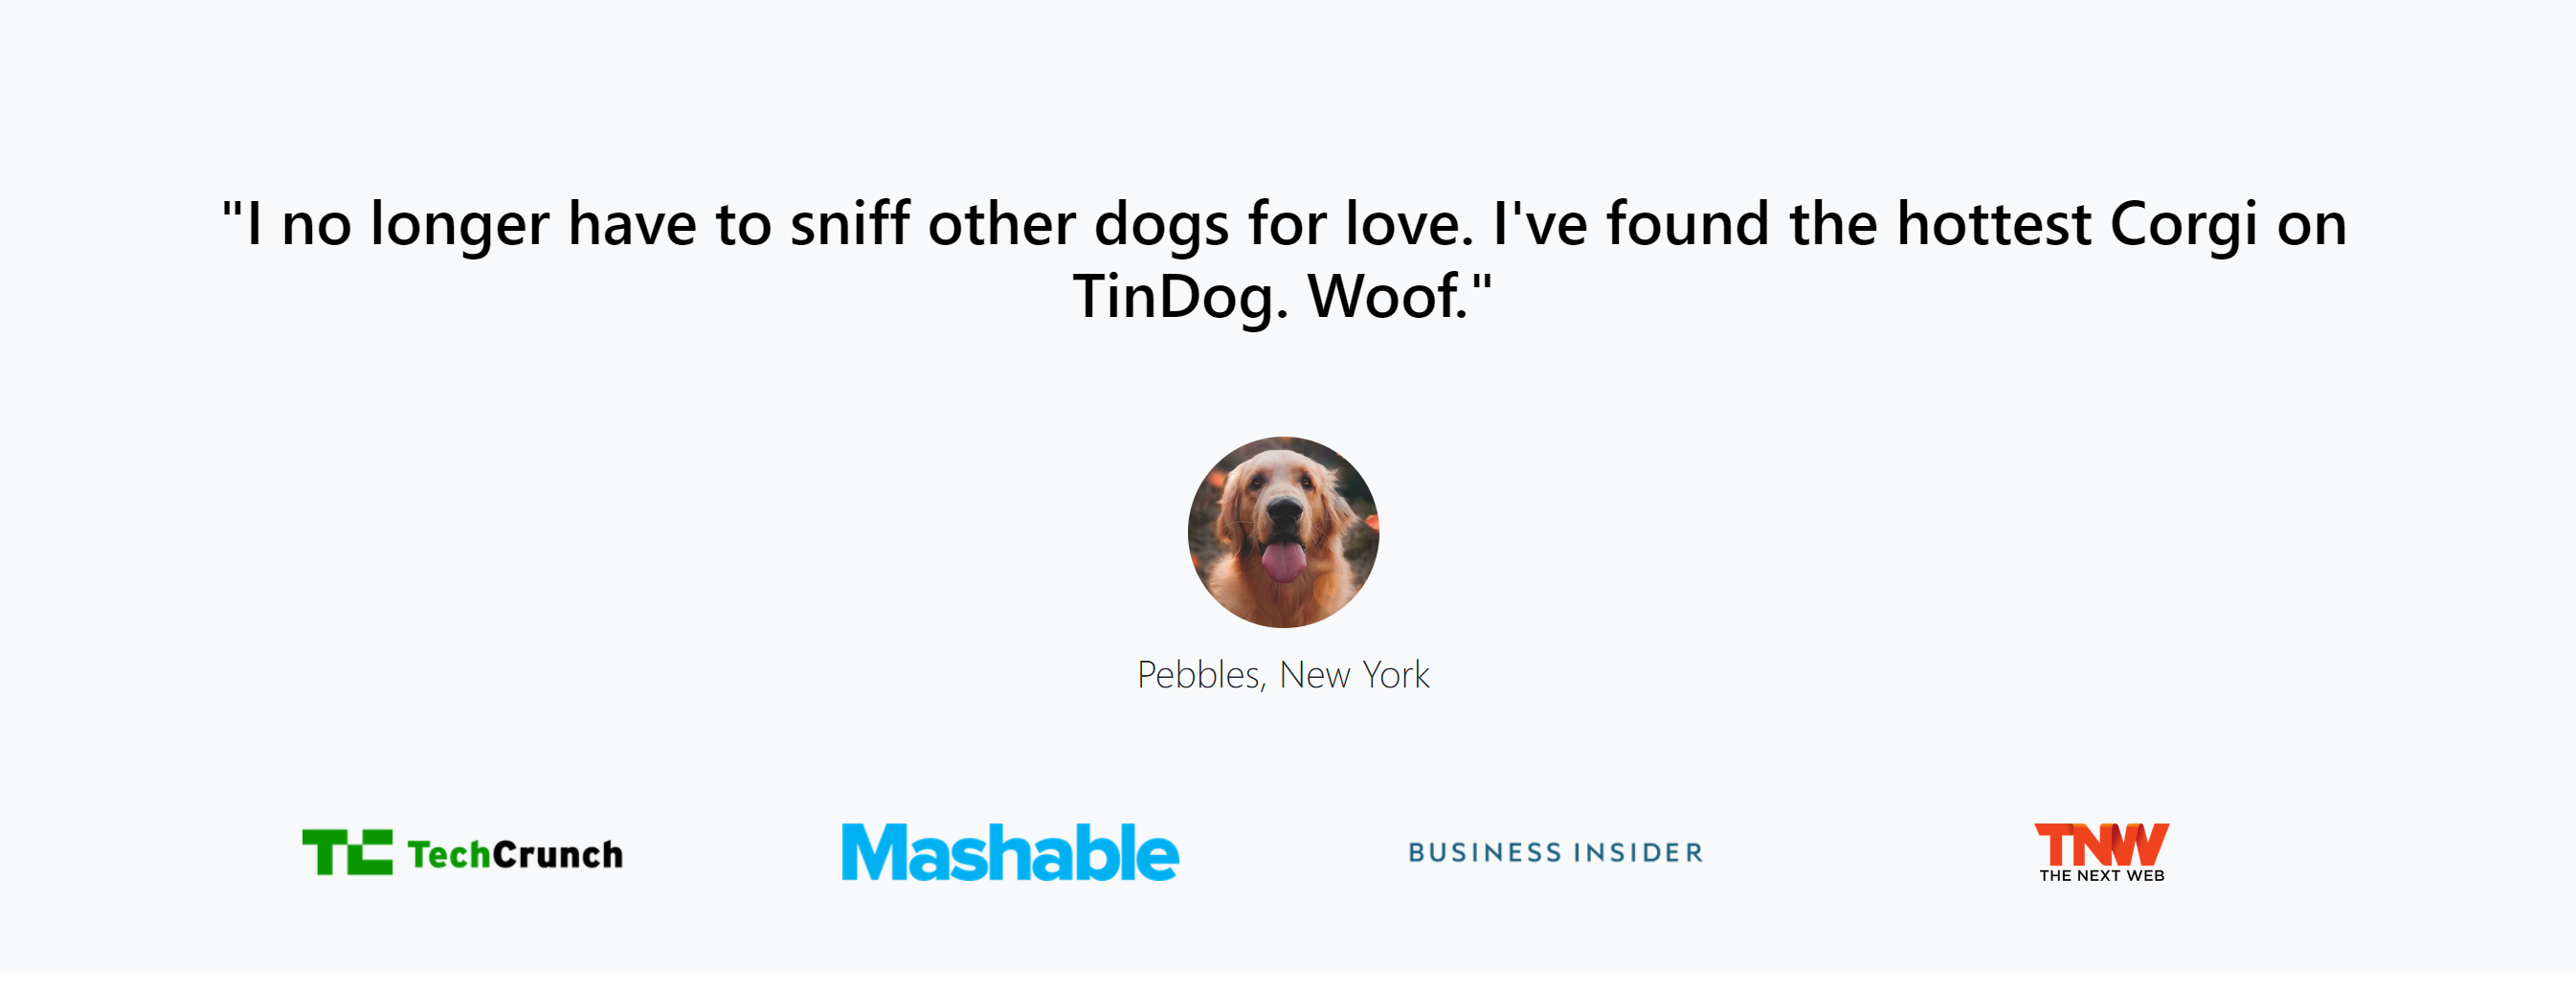 "I no longer have to sniff other dogs for love. I've found the hottest Corgi on
TinDog. Woof."
Pebbles, New York
TC TechCrunch
Mashable
BUSINESS INSIDER
TNW
THE NEXT WEB